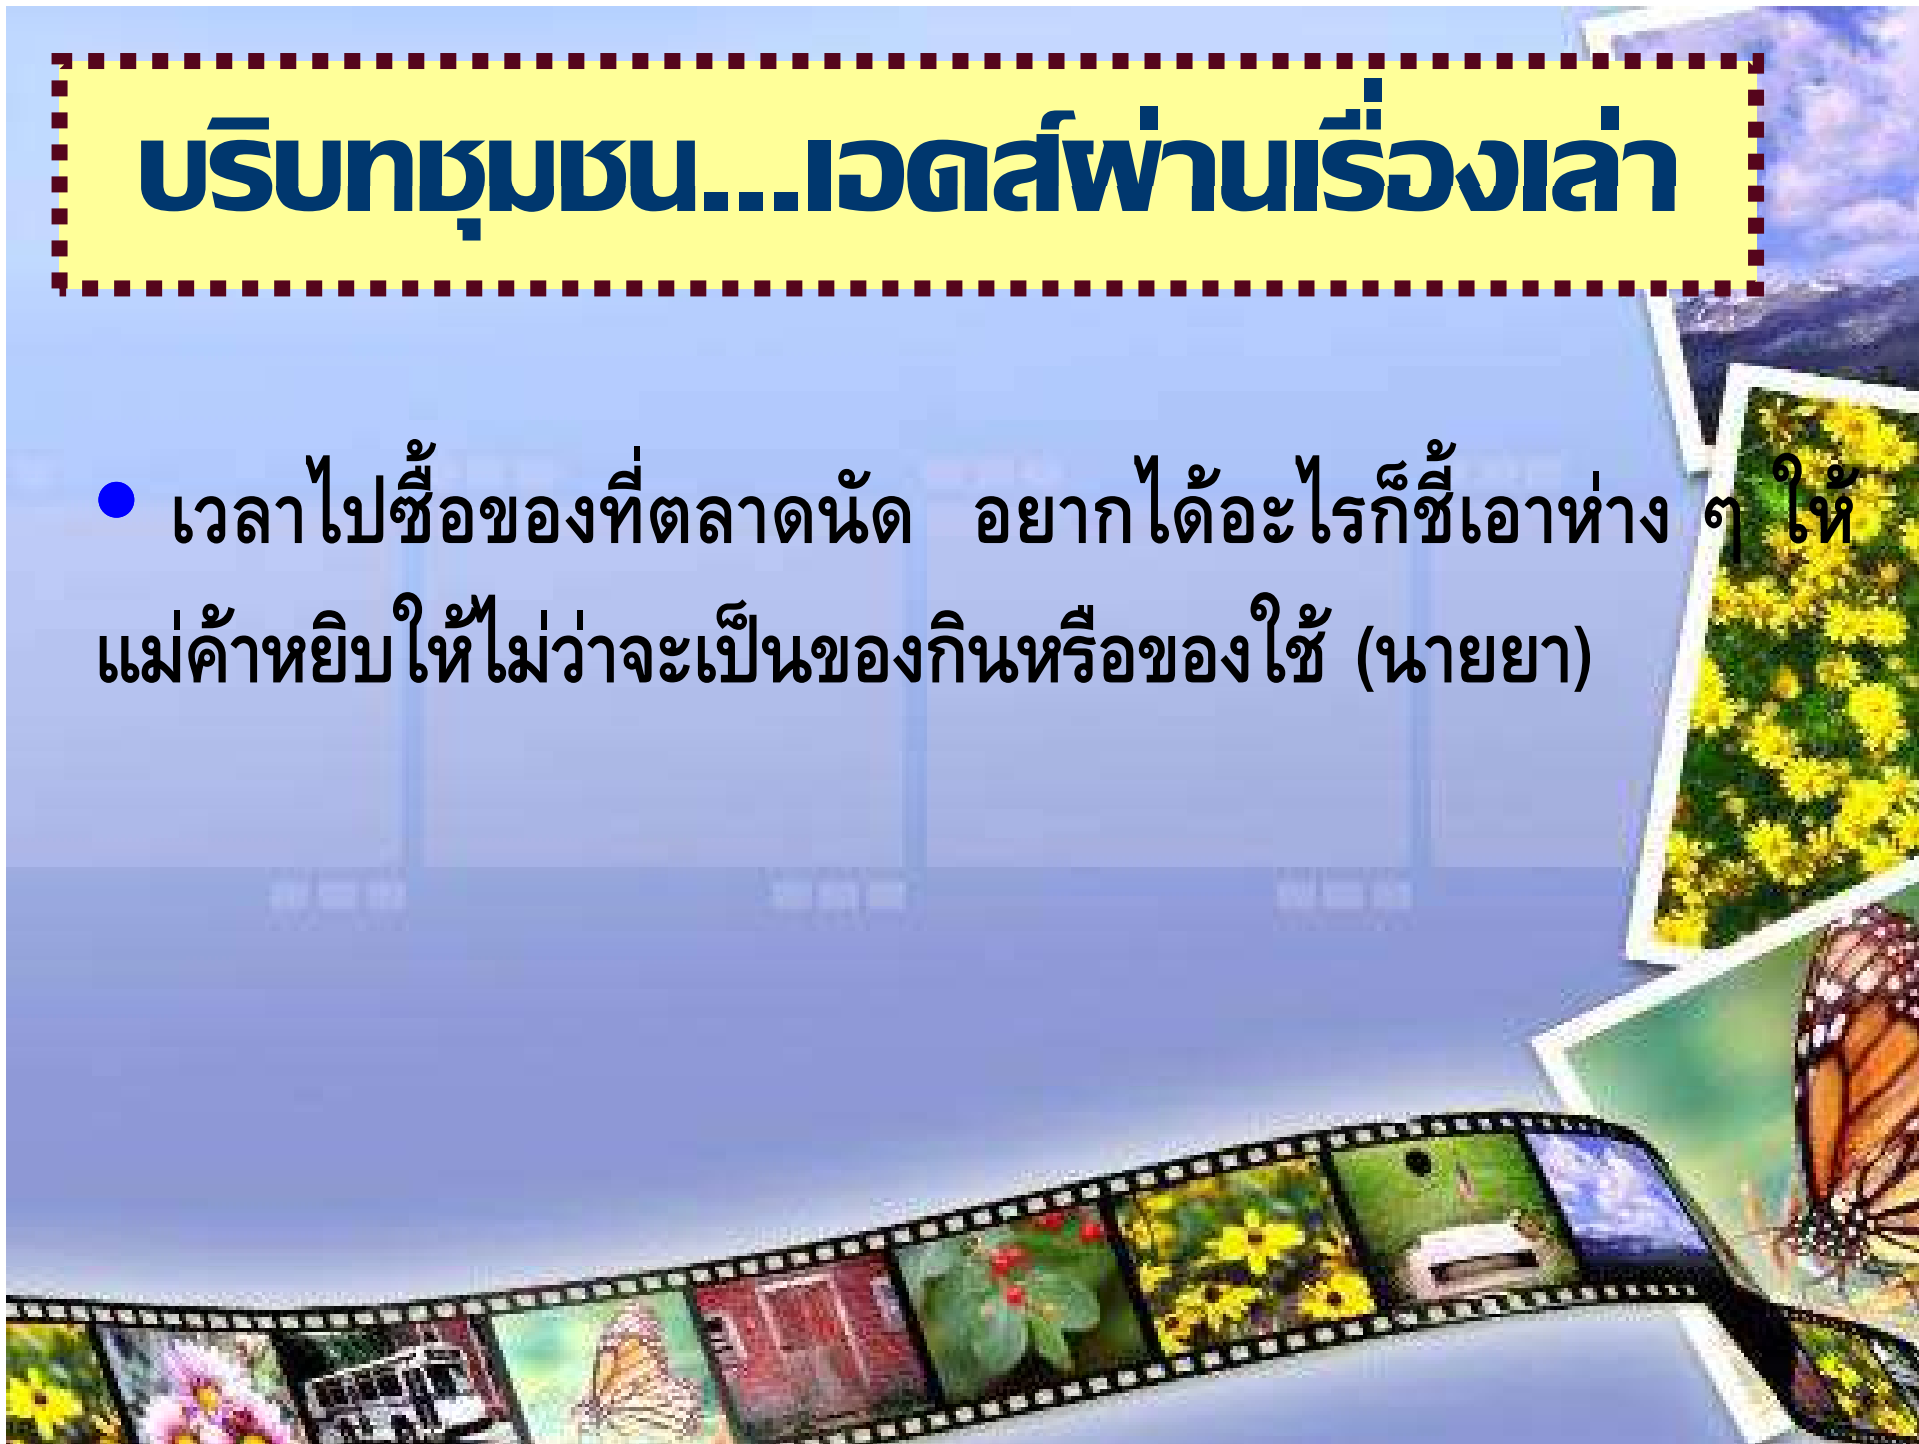 บริบทชุมชน...เอดส์ผ่านเรื่องเล่า
• เวลาไปซื้อของที่ตลาดนัด อยากได้อะไรก็ชี้เอาห่าง ๆ ให้
แม่ค้าหยิบให้ไม่ว่าจะเป็นของกินหรือของใช้ (นายยา)